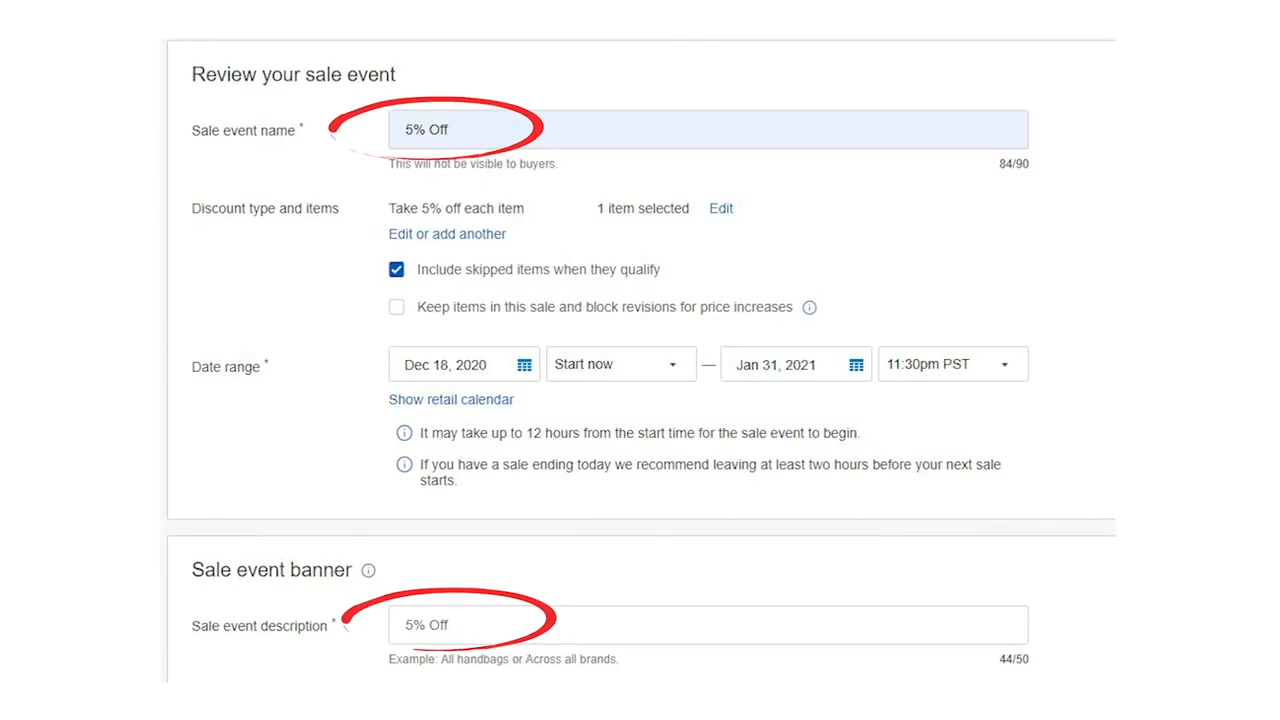 Review your sale event
Sale event name *
5% Off
This will not be visible to buyers.
84/90
Discount type and items
Take 5% off each item
1 item selected
Edit
Edit or add another
Include skipped items when they qualify
Keep items in this sale and block revisions for price increases
Date range *
Dec 18, 2020
Start now
—
Jan 31, 2021
11:30pm PST
Show retail calendar
It may take up to 12 hours from the start time for the sale event to begin.
If you have a sale ending today we recommend leaving at least two hours before your next sale
starts.
Sale event banner
Sale event description *
5% Off
Example: All handbags or Across all brands.
44/50